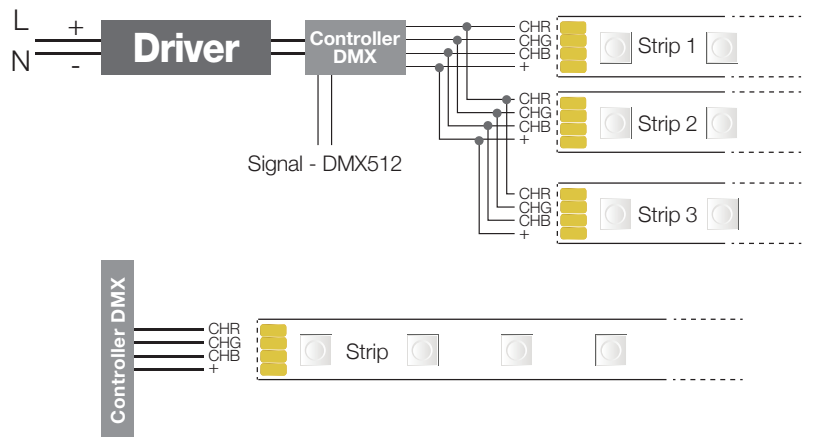 L + Driver Controller DMX
N -
CHR
CHG
CHB
+
Strip 1
CHR
CHG
CHB
+
Strip 2
Signal - DMX512
CHR
CHG
CHB
+
Strip 3
Controller DMX
CHR
CHG
CHB
+
Strip